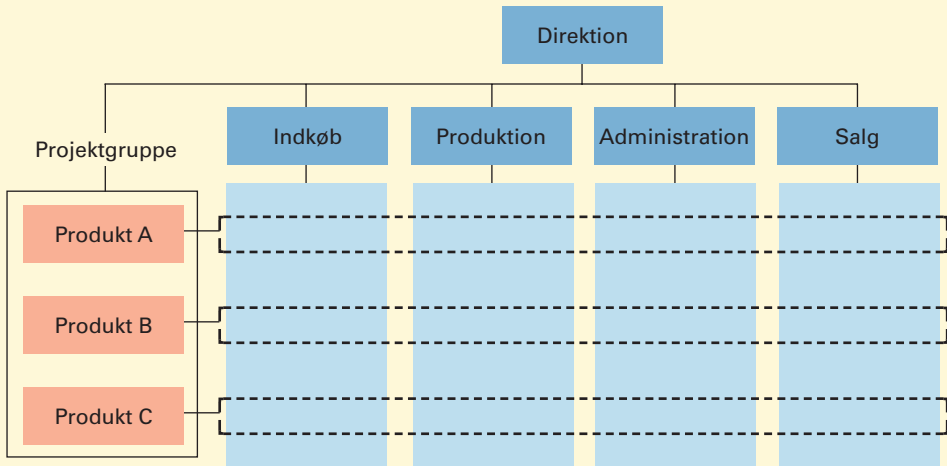 Direktion
Projektgruppe
Indkøb
Produktion
Administration
Salg
Produkt A
Produkt B
Produkt C